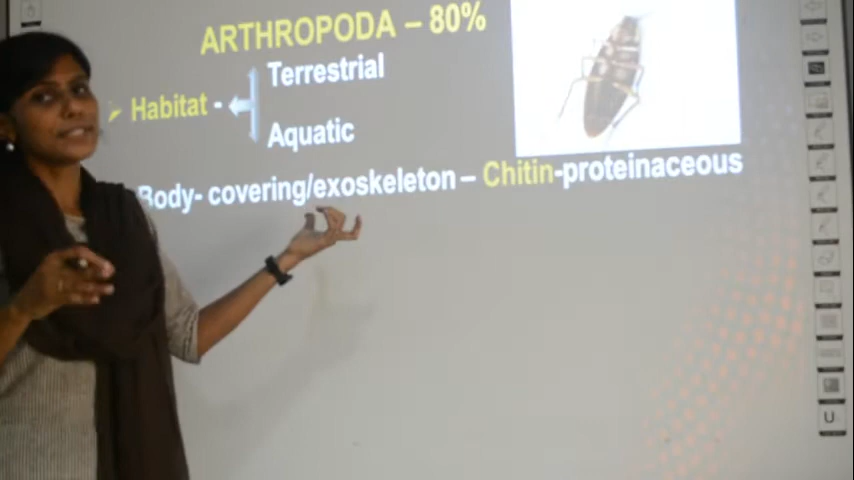 ARTHROPODA – 80%
Habitat - Terrestrial
Aquatic
Body- covering/exoskeleton – Chitin-proteinaceous
U